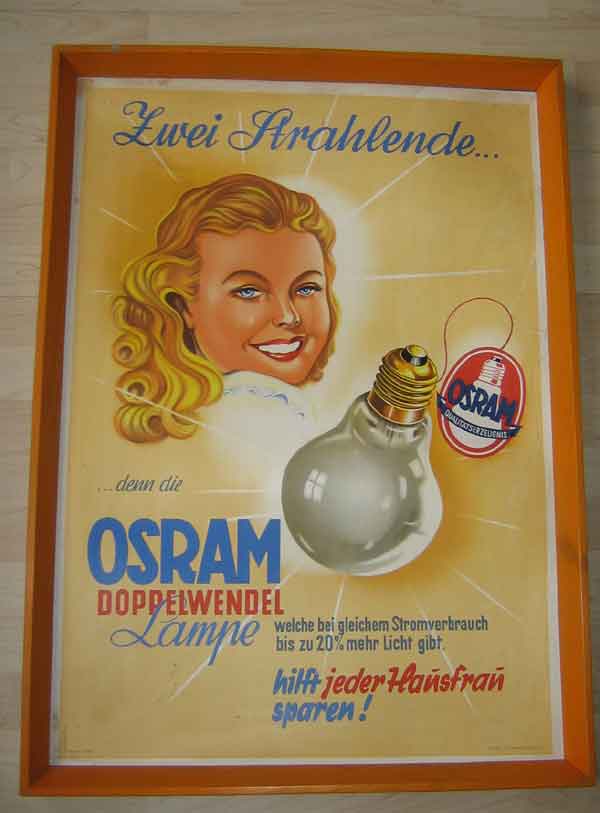 Zwei Strahlende...
OSRAM
QUALITÄTSERZEUGNIS
...denn die
OSRAM
DOPPELWENDEL
Lampe
welche bei gleichem Stromverbrauch
bis zu 20% mehr Licht gibt.
hilft jeder Hausfrau
sparen!